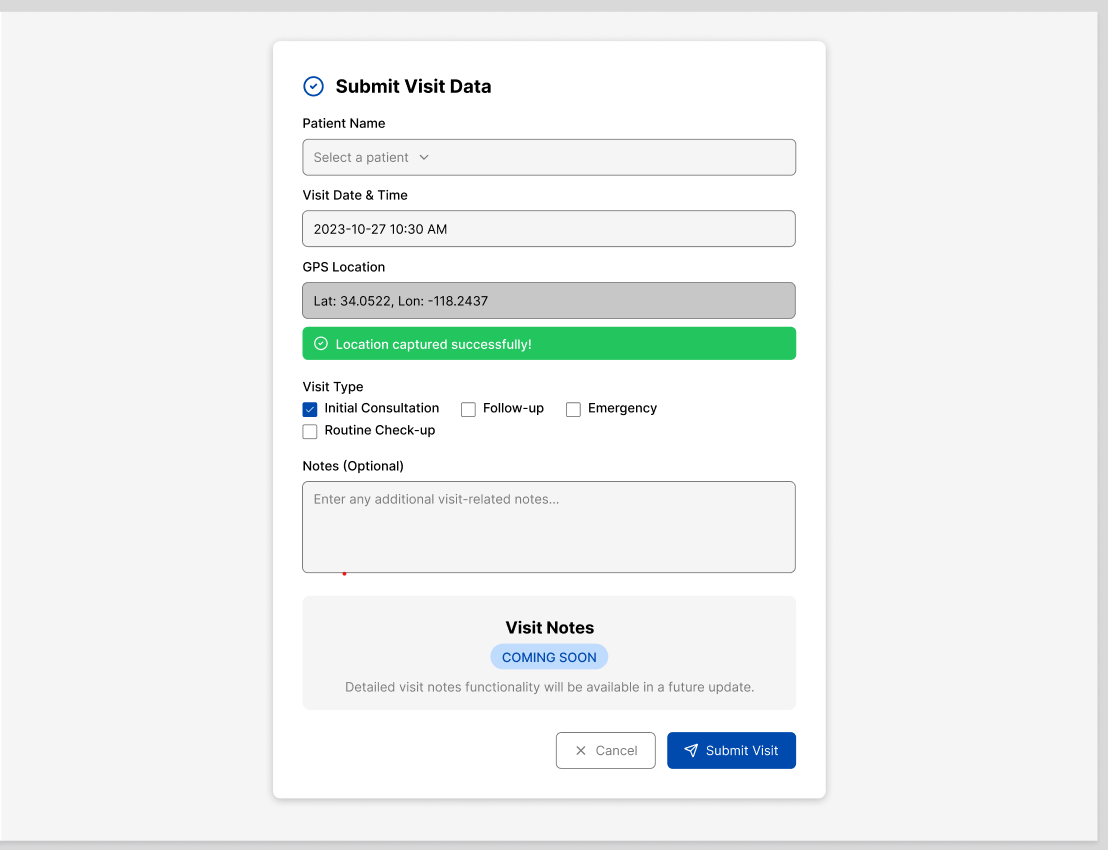 Submit Visit Data
Patient Name
Select a patient
Visit Date & Time
2023-10-27 10:30 AM
GPS Location
Lat: 34.0522, Lon: -118.2437
Location captured successfully!
Visit Type
Initial Consultation Follow-up Emergency
Routine Check-up
Notes (Optional)
Enter any additional visit-related notes...
Visit Notes
COMING SOON
Detailed visit notes functionality will be available in a future update.
Cancel Submit Visit